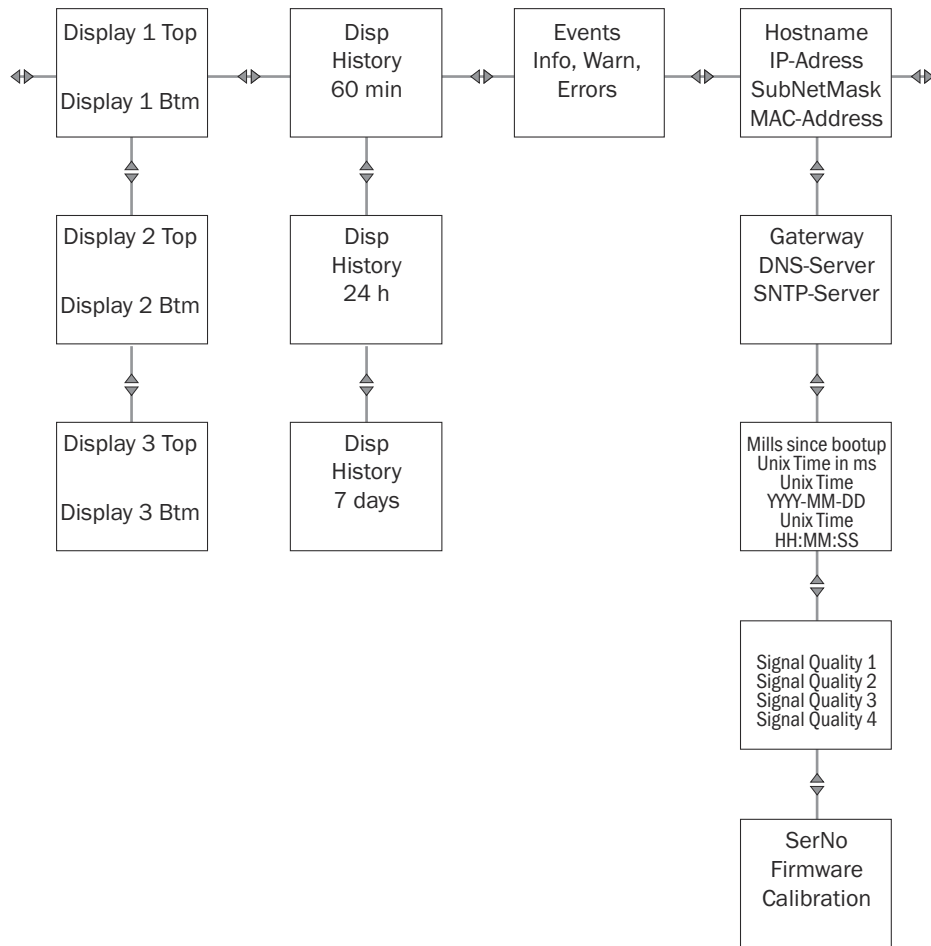 Display 1 Top
Display 1 Btm
Disp
History
60 min
Events
Info, Warn,
Errors
Hostname
IP-Adress
SubNetMask
MAC-Address
Display 2 Top
Display 2 Btm
Disp
History
24 h
Gaterway
DNS-Server
SNTP-Server
Display 3 Top
Display 3 Btm
Disp
History
7 days
Mills since bootup
Unix Time in ms
Unix Time
YYYY-MM-DD
Unix Time
HH:MM:SS
Signal Quality 1
Signal Quality 2
Signal Quality 3
Signal Quality 4
SerNo
Firmware
Calibration